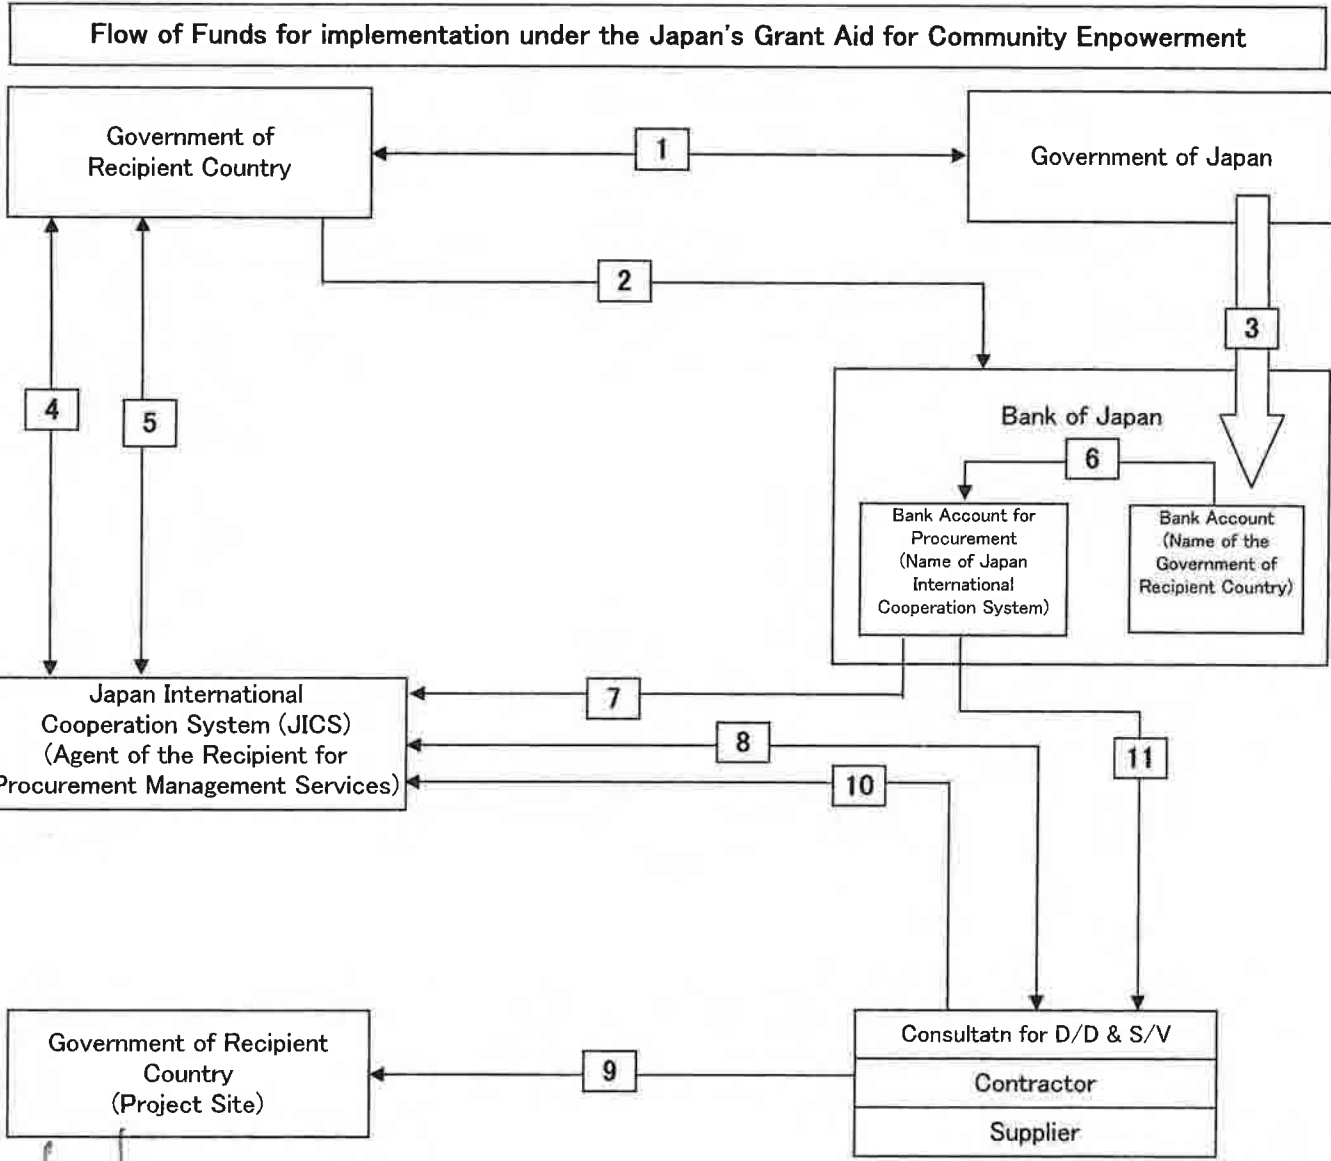 Flow of Funds for implementation under the Japan's Grant Aid for Community Enpowerment
Government of
Recipient Country
1
Government of Japan
2
3
4
5
Bank of Japan
6
Bank Account for
Procurement
(Name of Japan
International
Cooperation System)
Bank Account
(Name of the
Government of
Recipient Country)
Japan International
Cooperation System (JICS)
(Agent of the Recipient for
Procurement Management Services)
7
8
10
11
Government of Recipient
Country
(Project Site)
9
Consultatn for D/D & S/V
Contractor
Supplier